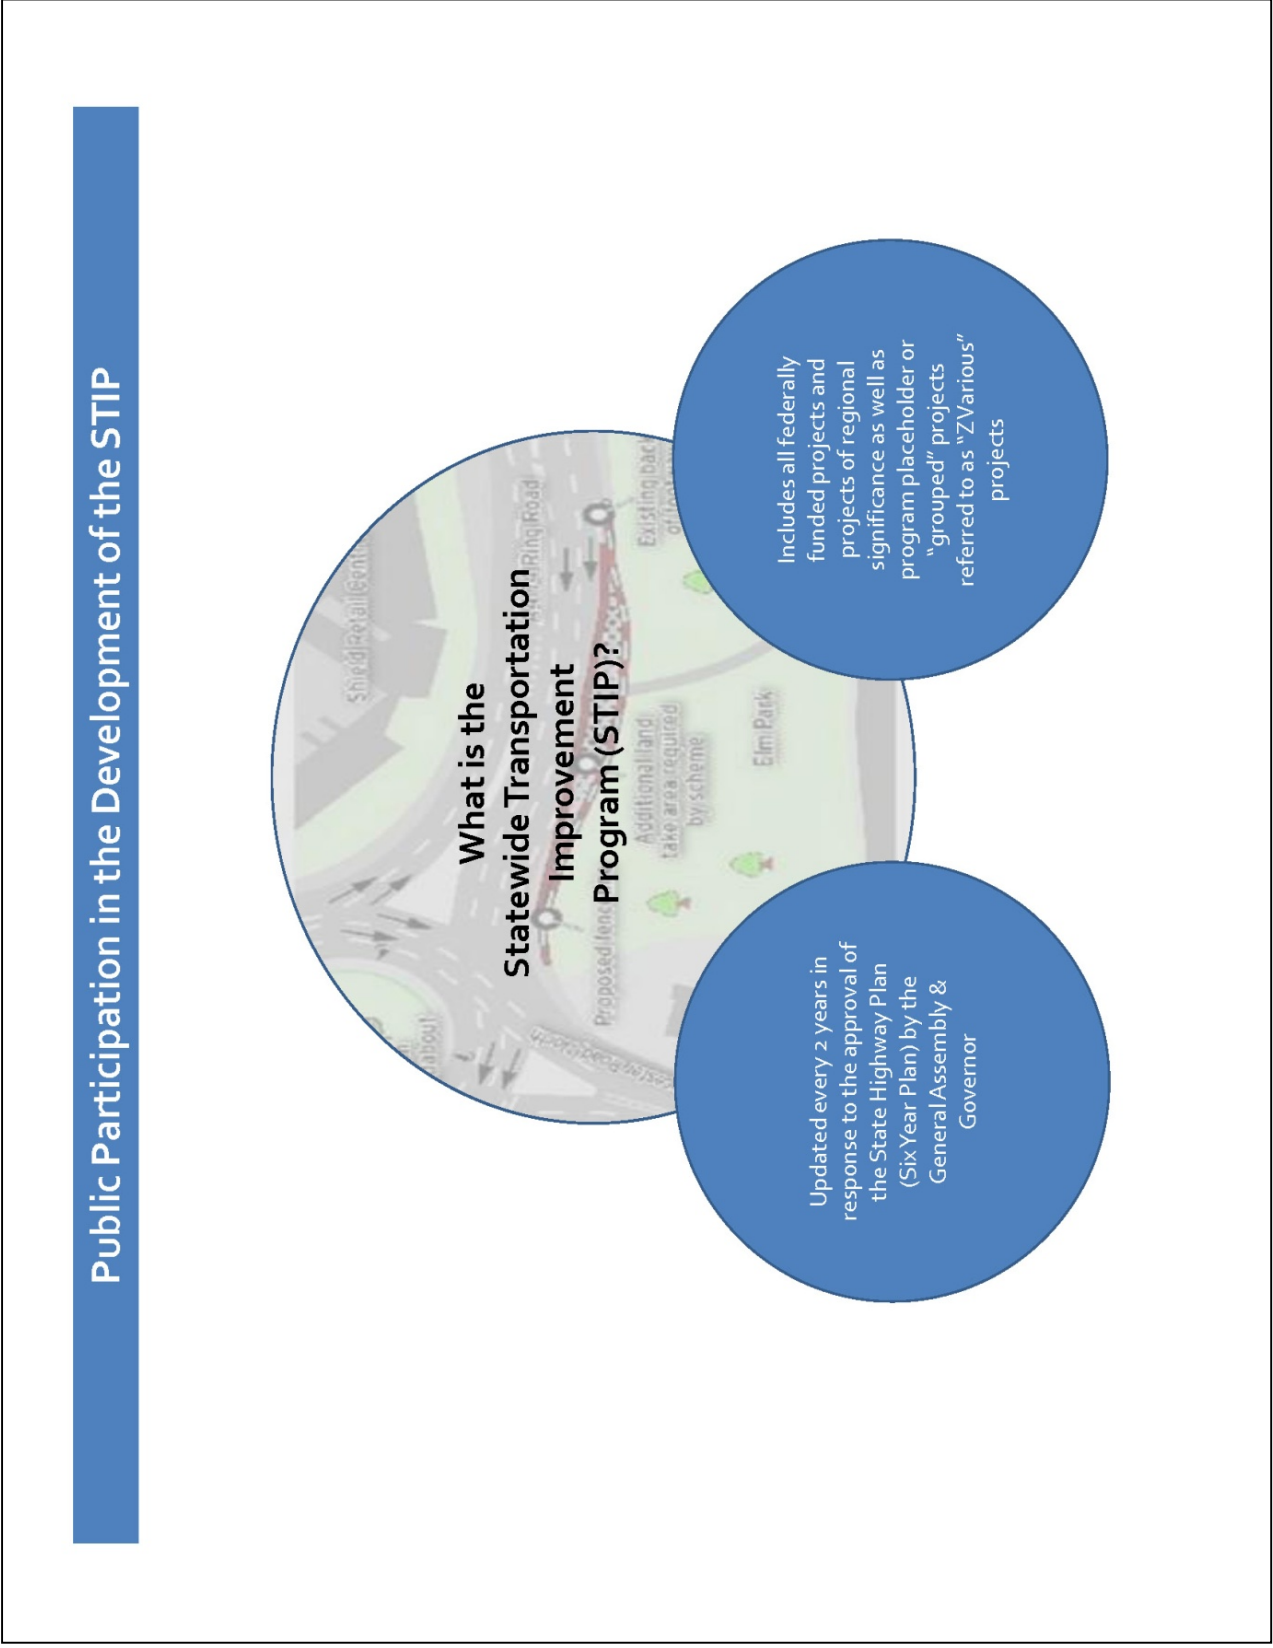 Public Participation in the Development of the STIP
What is the
Statewide Transportation
Improvement
Program (STIP)?
Shired Retail Cent
Ring Road
Existing back
Additional land
take area required
by scheme
Elm Park
Proposed fenc
Updated every 2 years in
response to the approval of
the State Highway Plan
(Six Year Plan) by the
General Assembly &
Governor
Includes all federally
funded projects and
projects of regional
significance as well as
program placeholder or
“grouped” projects
referred to as “ZVarious”
projects